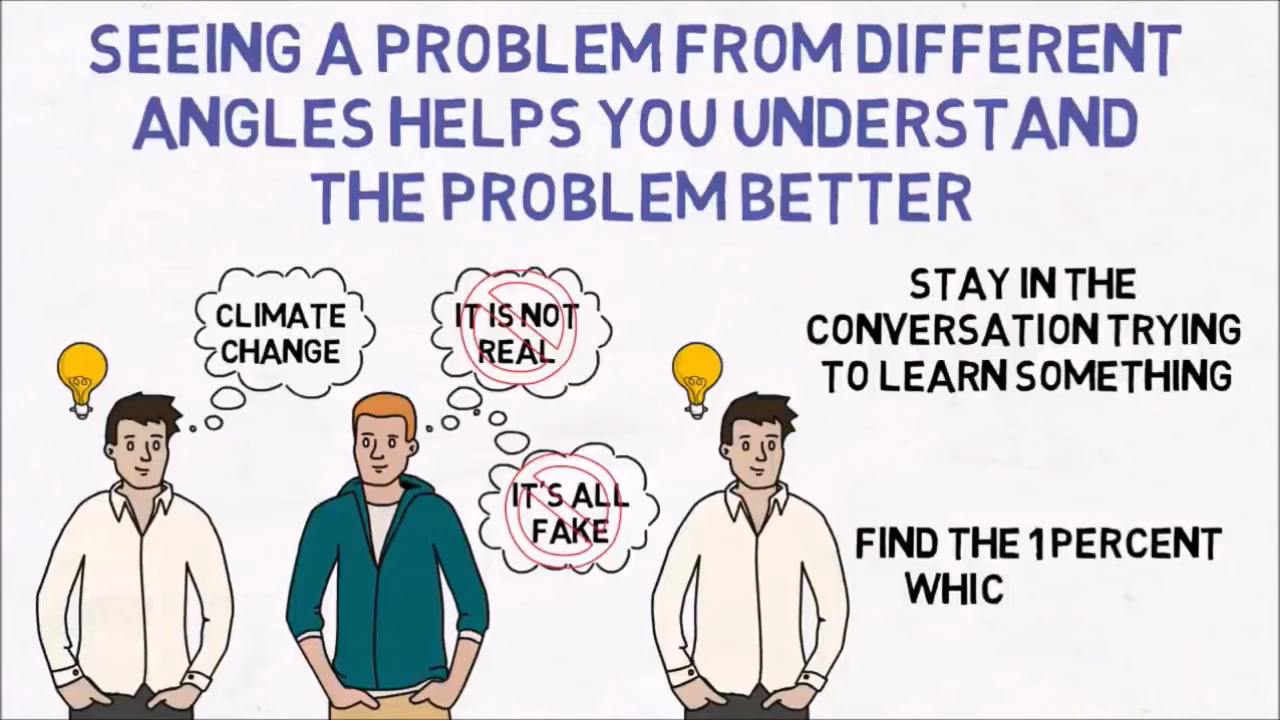 SEEING A PROBLEM FROM DIFFERENT
ANGLES HELPS YOU UNDERSTAND
THE PROBLEM BETTER
CLIMATE
CHANGE
IT IS NOT
REAL
IT'S ALL
FAKE
STAY IN THE
CONVERSATION TRYING
TO LEARN SOMETHING
FIND THE 1 PERCENT
WHIC